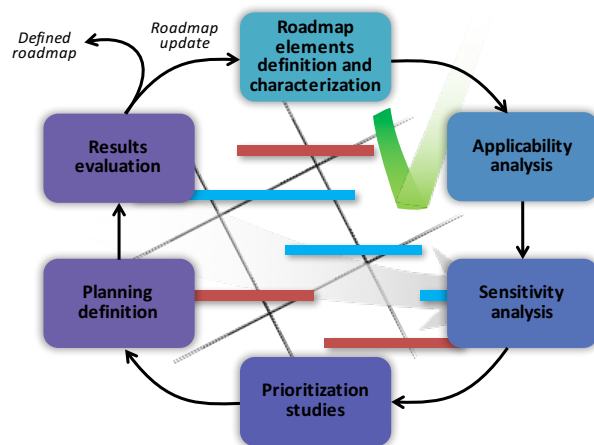 Defined
roadmap
Roadmap
update
Roadmap
elements
definition and
characterization
Applicability
analysis
Sensitivity
analysis
Prioritization
studies
Planning
definition
Results
evaluation